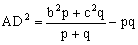 AD² = (b²p + c²q)/(p + q) − pq